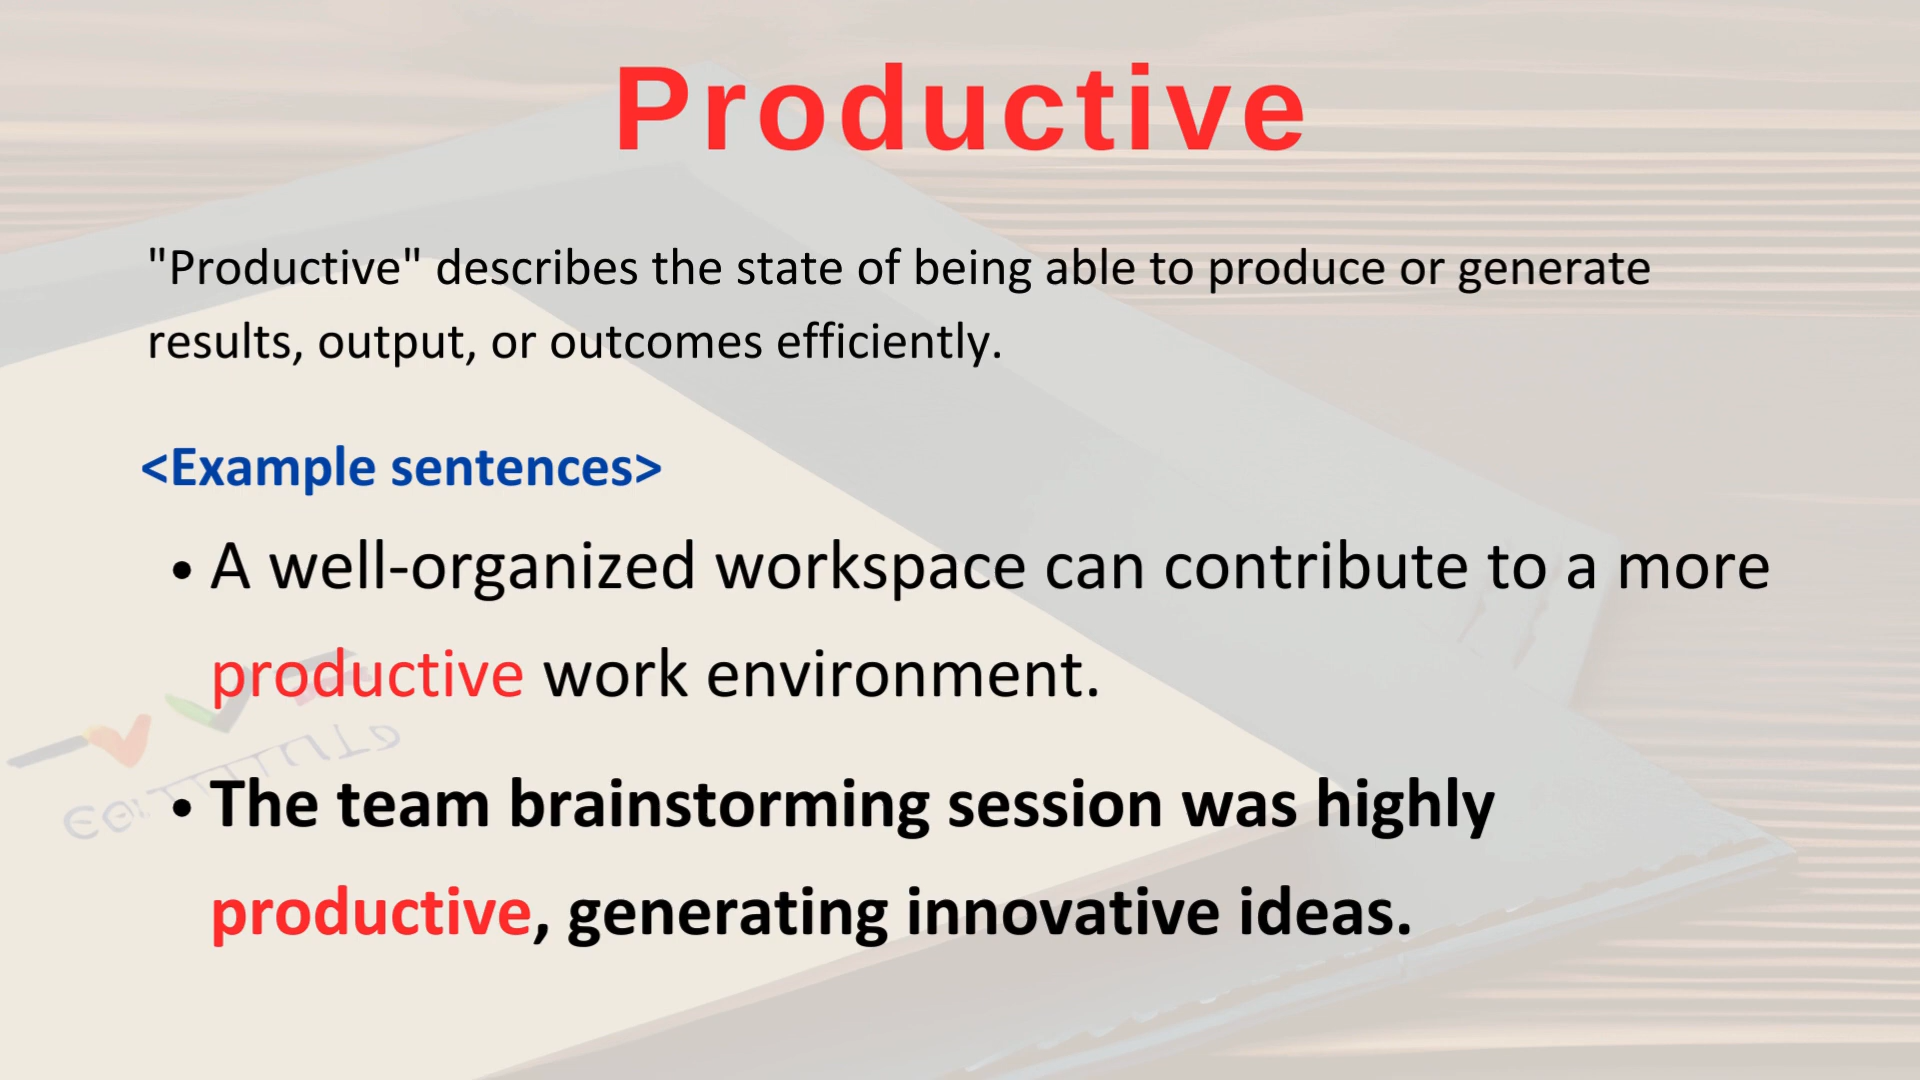 Productive
"Productive" describes the state of being able to produce or generate
results, output, or outcomes efficiently.
<Example sentences>
• A well-organized workspace can contribute to a more
productive work environment.
• The team brainstorming session was highly
productive, generating innovative ideas.